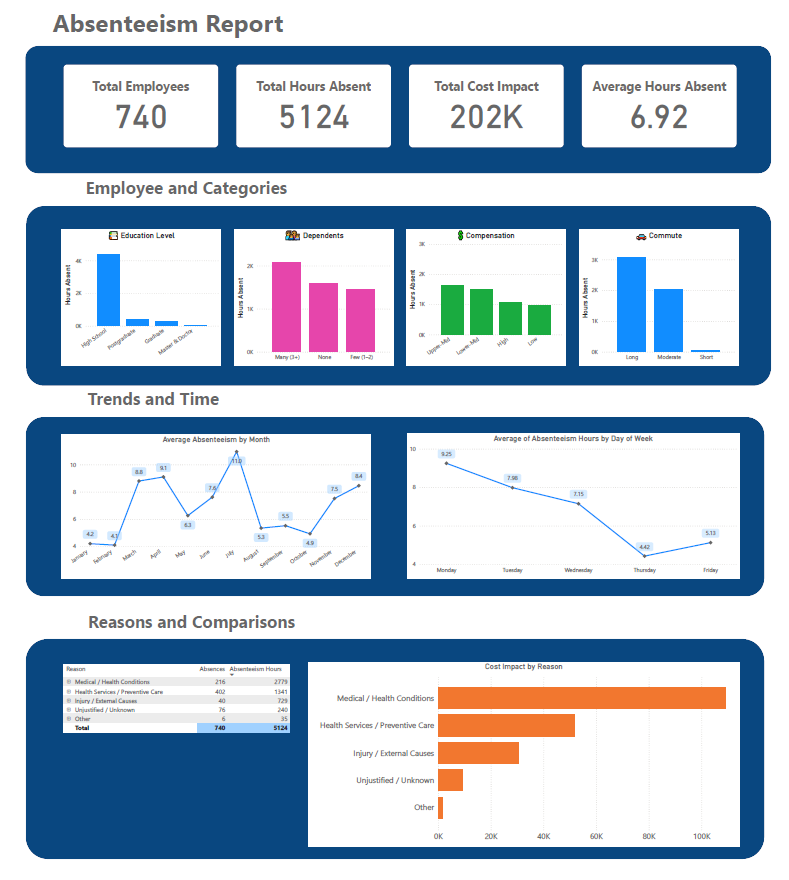 Absenteeism Report
Total Employees
740
Total Hours Absent
5124
Total Cost Impact
202K
Average Hours Absent
6.92
Employee and Categories
Education Level
Hours Absent
4K
2K
0K
High School
Postgraduate
Graduate
Master & Doctor
Dependents
Hours Absent
2K
1K
0K
Many (3+)
None
Few (1–2)
Compensation
Hours Absent
3K
2K
1K
0K
Upper-Mid
Lower-Mid
High
Low
Commute
Hours Absent
3K
2K
1K
0K
Long
Moderate
Short
Trends and Time
Average Absenteeism by Month
10
8
6
4
4.2
4.1
8.8
9.1
6.3
7.6
11.0
5.3
5.5
4.9
7.5
8.4
January
February
March
April
May
June
July
August
September
October
November
December
Average of Absenteeism Hours by Day of Week
10
8
6
4
9.25
7.98
7.15
4.42
5.13
Monday
Tuesday
Wednesday
Thursday
Friday
Reasons and Comparisons
Reason Absences Absenteeism Hours
Medical / Health Conditions 216 2779
Health Services / Preventive Care 402 1341
Injury / External Causes 40 729
Unjustified / Unknown 76 240
Other 6 35
Total 740 5124
Cost Impact by Reason
Medical / Health Conditions
Health Services / Preventive Care
Injury / External Causes
Unjustified / Unknown
Other
0K 20K 40K 60K 80K 100K